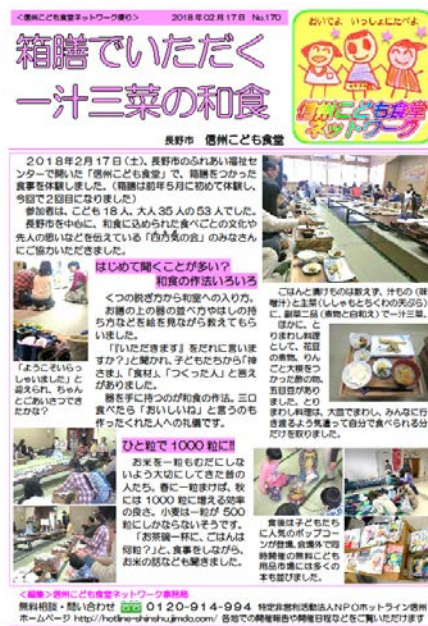 ＜信州こども食堂ネットワーク便り＞　2018年02月17日　No.170
箱膳でいただく
一汁三菜の和食
長野市　信州こども食堂
おいでよ　いっしょにたべよ
信州こども食堂
ネットワーク
2018年2月17日(土)、長野市のふれあい福祉セ
ンターで開いた「信州こども食堂」で、箱膳をつかった
食事を体験しました。(箱膳は前年5月に初めて体験し、
今回で2回目になりました)
参加者は、こども18人、大人35人の53人でした。
長野市を中心に、和食に込められた食べごとの文化や
先人の思いなどを伝えている「四方食の会」のみなさん
にご協力いただきました。
はじめて聞くことが多い?
和食の作法いろいろ
くつの脱ぎ方から和室への入り方。
お膳の上の器の並べ方やはしの持
ち方などを絵を見ながら教えてもら
いました。
「いただきます」をだれに言いま
すか?」と聞かれ、子どもたちから「神
さま」、「食材」、「つくった人」と答え
がありました。
器を手に持つのが和食の作法。三口
食べたら「おいしいね」と言うのも
作ってくれた人への礼儀です。
「ようこそいらっ
しゃいました」と
迎えられ、ちゃん
とごあいさつでき
たかな?
ひと粒で1000粒に!!
お米を一粒もむだにしな
いよう大切にしてきた昔の
人たち。春に一粒まけば、秋
には1000粒に増える効率
の良さ。小麦は一粒が500
粒にしかならないそうです。
「お茶碗一杯に、ごはんは
何粒?」と、食事をしながら、
お米の話なども聞きました。
ごはんと漬けものは数えず、汁もの(味
噌汁)と主菜(ししゃもとちくわの天ぷら)
に、副菜二品(煮物と白和え)で一汁三菜。
ほかに、と
りまわし料理
として、花豆
の煮物、りん
ごと大根をつ
かった酢の物、
五目豆があり
ました。とり
まわし料理は、大皿でまわし、みんなに行
き渡るよう気遣って自分で食べられる分
だけを取りました。
食後は子どもたち
に人気のポップコー
ンが登場。会場外で同
時開催の無料こども
用品市場には多くの
本も並びました。
＜編集＞信州こども食堂ネットワーク事務局
無料相談・問い合わせ　0120-914-994　特定非営利活動法人NPOホットライン信州
ホームページ http://hotline-shinshu.jimdo.com/ 各地での開催報告や開催日程などをご覧いただけます